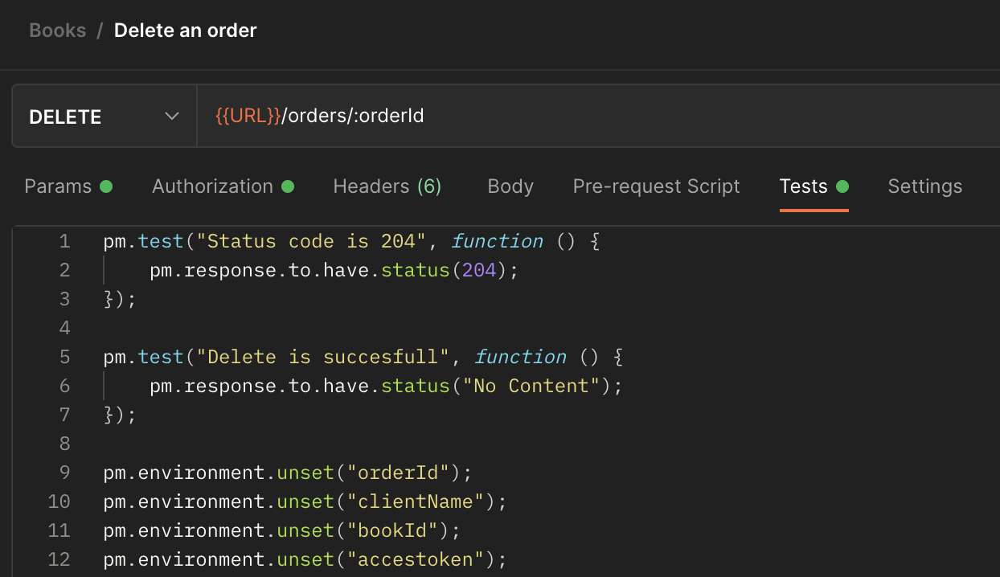 Books / Delete an order
DELETE {{URL}}/orders/:orderId
Params Authorization Headers (6) Body Pre-request Script Tests Settings
1 pm.test("Status code is 204", function () {
2 pm.response.to.have.status(204);
3 });
4
5 pm.test("Delete is succesfull", function () {
6 pm.response.to.have.status("No Content");
7 });
8
9 pm.environment.unset("orderId");
10 pm.environment.unset("clientName");
11 pm.environment.unset("bookId");
12 pm.environment.unset("accestoken");